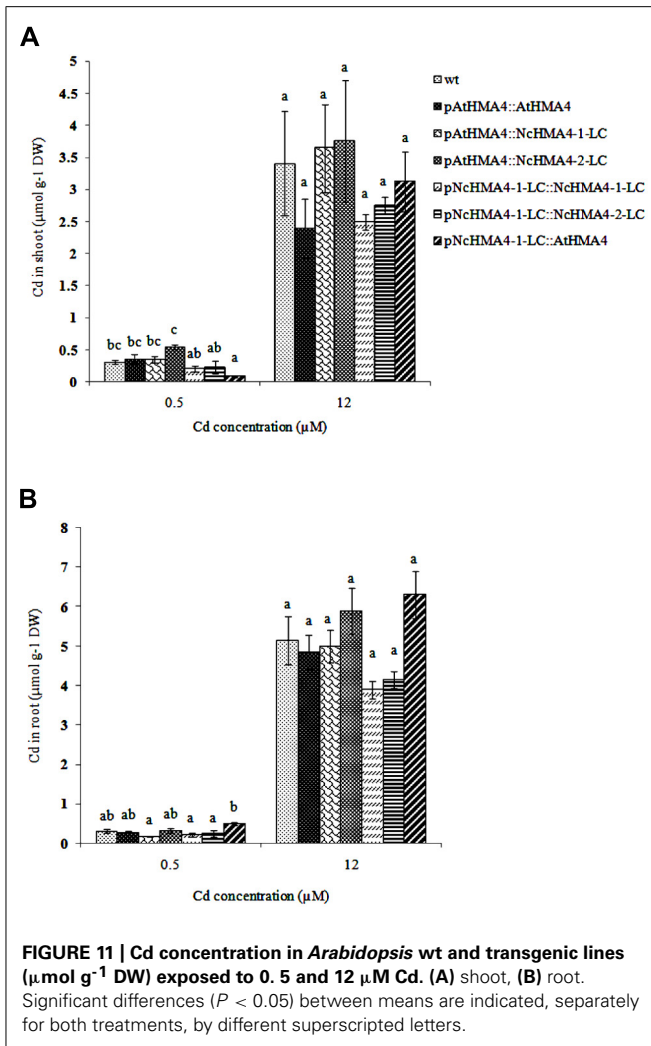 A
5
4.5
4
3.5
3
2.5
2
1.5
1
0.5
0
Cd in shoot (µmol g-1 DW)
bc bc bc c ab ab a
a a a a a a a
0.5 12
Cd concentration (µM)
wt
pAtHMA4::AtHMA4
pAtHMA4::NcHMA4-1-LC
pAtHMA4::NcHMA4-2-LC
pNcHMA4-1-LC::NcHMA4-1-LC
pNcHMA4-1-LC::NcHMA4-2-LC
pNcHMA4-1-LC::AtHMA4
B
8
7
6
5
4
3
2
1
0
Cd in root (µmol g-1 DW)
ab ab a ab a a b
a a a a a a a
0.5 12
Cd concentration (µM)
FIGURE 11 | Cd concentration in Arabidopsis wt and transgenic lines
(µmol g-1 DW) exposed to 0. 5 and 12 µM Cd. (A) shoot, (B) root.
Significant differences (P < 0.05) between means are indicated, separately
for both treatments, by different superscripted letters.